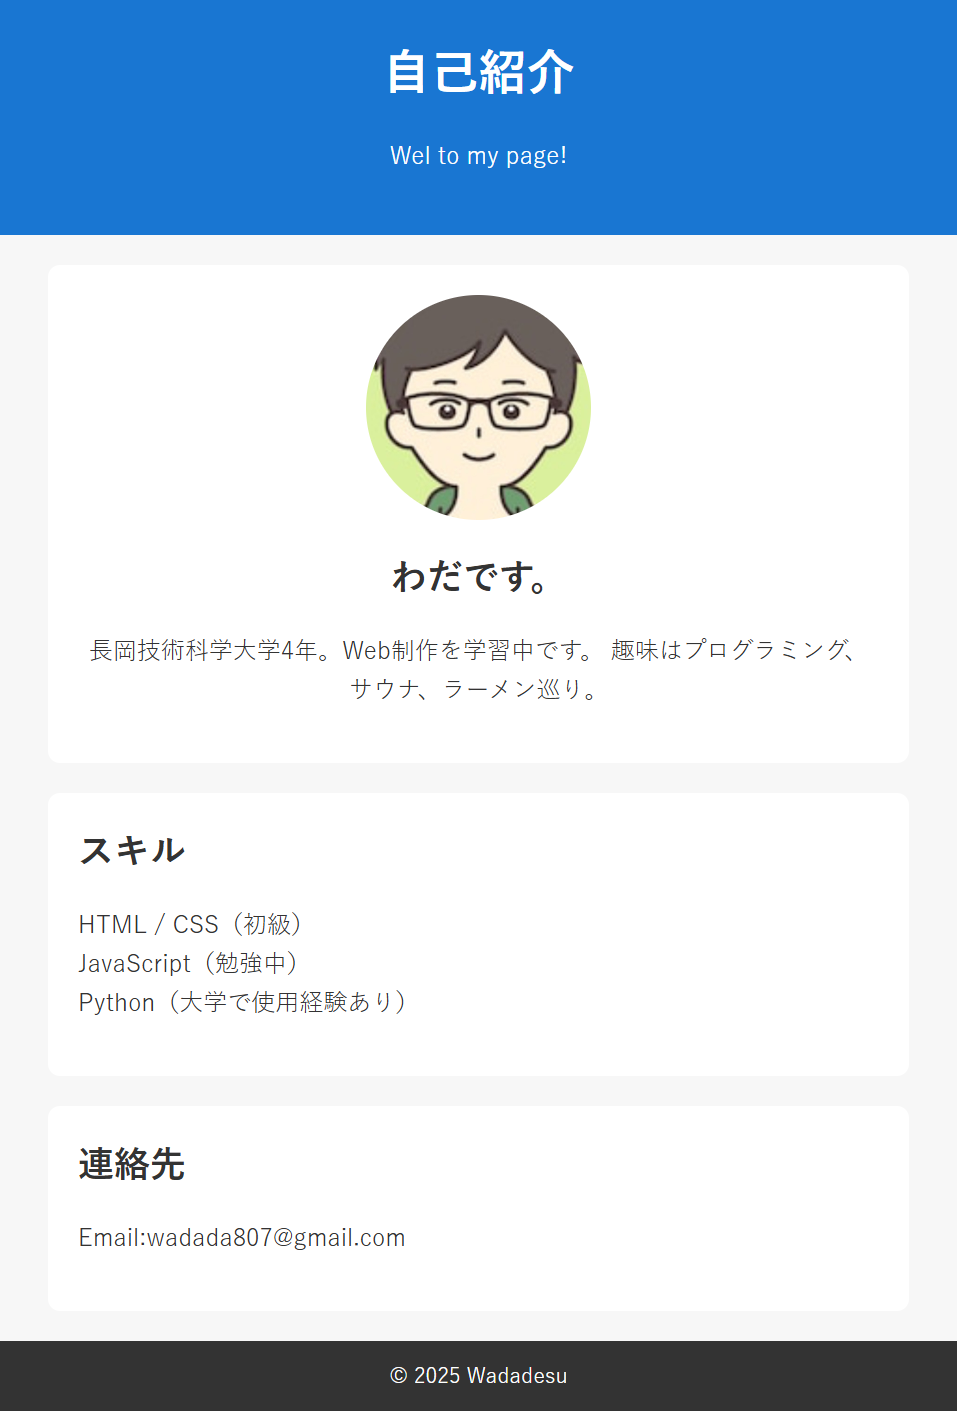 自己紹介
Wel to my page!
わだです。
長岡技術科学大学4年。Web制作を学習中です。 趣味はプログラミング、
サウナ、ラーメン巡り。
スキル
HTML / CSS（初級）
JavaScript（勉強中）
Python（大学で使用経験あり）
連絡先
Email:wadada807@gmail.com
© 2025 Wadadesu